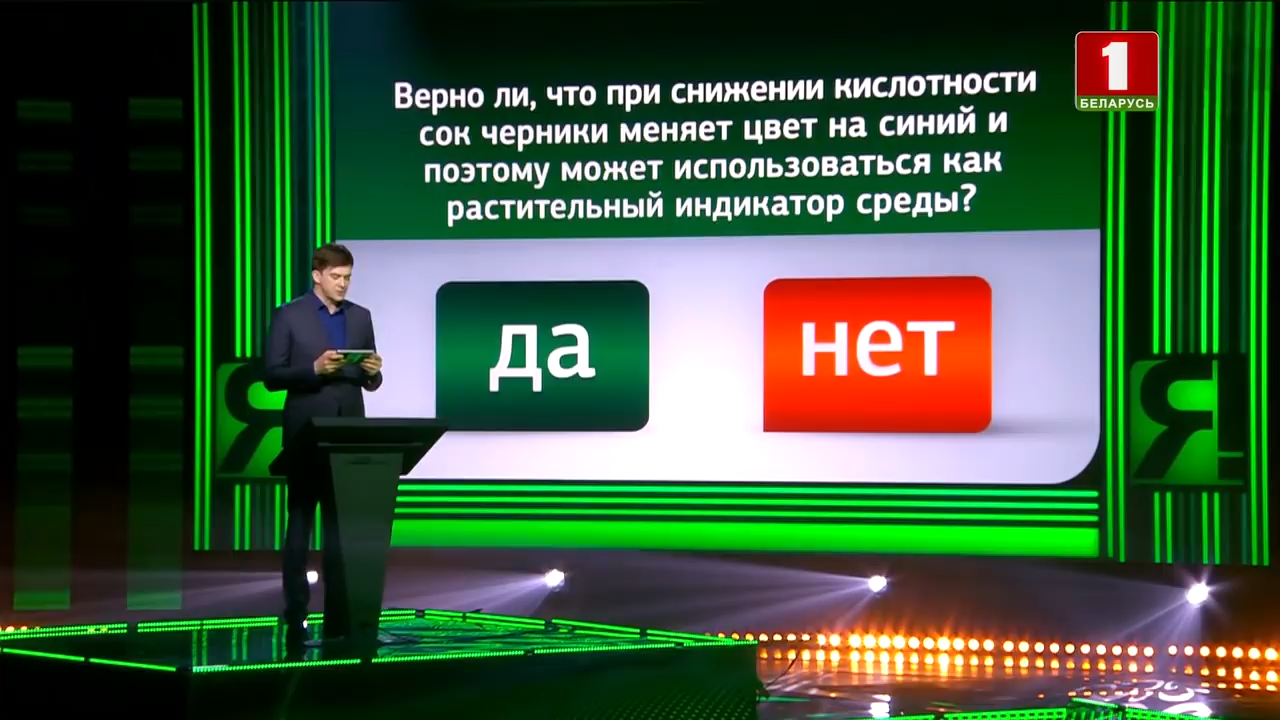 1
БЕЛАРУСЬ
Верно ли, что при снижении кислотности
сок черники меняет цвет на синий и
поэтому может использоваться как
растительный индикатор среды?
да
нет
Я
Я